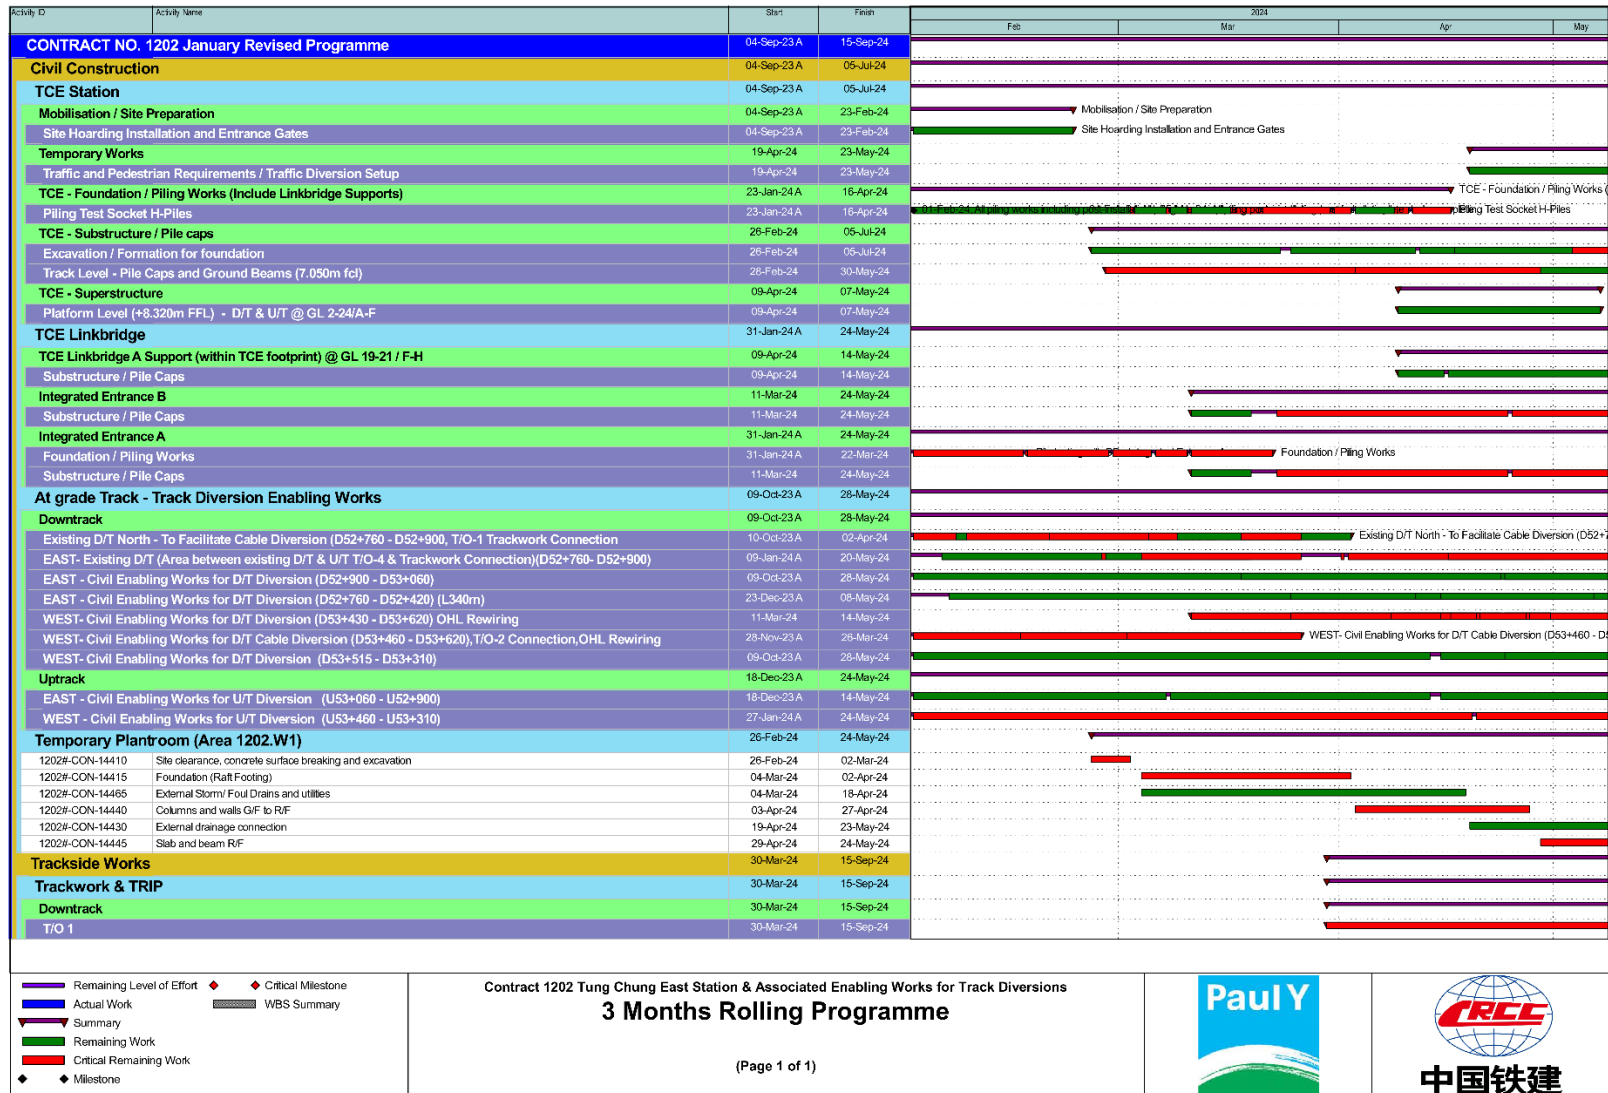 Activity ID Activity Name Start Finish 2024
Feb Mar Apr May
CONTRACT NO. 1202 January Revised Programme 04-Sep-23 A 15-Sep-24
Civil Construction 04-Sep-23 A 05-Jul-24
TCE Station 04-Sep-23 A 05-Jul-24
Mobilisation / Site Preparation 04-Sep-23 A 23-Feb-24 Mobilisation / Site Preparation
Site Hoarding Installation and Entrance Gates 04-Sep-23 A 23-Feb-24 Site Hoarding Installation and Entrance Gates
Temporary Works 19-Apr-24 23-May-24
Traffic and Pedestrian Requirements / Traffic Diversion Setup 19-Apr-24 23-May-24
TCE - Foundation / Piling Works (Include Linkbridge Supports) 23-Jan-24 A 16-Apr-24 TCE - Foundation / Piling Works (
Piling Test Socket H-Piles 23-Jan-24 A 16-Apr-24 01-Feb-24, All piling works including Piling Test Socket H-Piles
TCE - Substructure / Pile caps 26-Feb-24 05-Jul-24
Excavation / Formation for foundation 26-Feb-24 05-Jul-24
Track Level - Pile Caps and Ground Beams (7.050m fcl) 28-Feb-24 30-May-24
TCE - Superstructure 09-Apr-24 07-May-24
Platform Level (+8.320m FFL) - D/T & U/T @ GL 2-24/A-F 09-Apr-24 07-May-24
TCE Linkbridge 31-Jan-24 A 24-May-24
TCE Linkbridge A Support (within TCE footprint) @ GL 19-21 / F-H 09-Apr-24 14-May-24
Substructure / Pile Caps 09-Apr-24 14-May-24
Integrated Entrance B 11-Mar-24 24-May-24
Substructure / Pile Caps 11-Mar-24 24-May-24
Integrated Entrance A 31-Jan-24 A 24-May-24
Foundation / Piling Works 31-Jan-24 A 22-Mar-24 Foundation / Piling Works
Substructure / Pile Caps 11-Mar-24 24-May-24
At grade Track - Track Diversion Enabling Works 09-Oct-23 A 28-May-24
Downtrack 09-Oct-23 A 28-May-24
Existing D/T North - To Facilitate Cable Diversion (D52+760 - D52+900, T/O-1 Trackwork Connection 10-Oct-23 A 02-Apr-24 Existing D/T North - To Facilitate Cable Diversion (D52+7
EAST- Existing D/T (Area between existing D/T & U/T T/O-4 & Trackwork Connection)(D52+760- D52+900) 09-Jan-24 A 20-May-24
EAST - Civil Enabling Works for D/T Diversion (D52+900 - D53+060) 09-Oct-23 A 28-May-24
EAST - Civil Enabling Works for D/T Diversion (D52+760 - D52+420) (L340m) 23-Dec-23 A 08-May-24
WEST- Civil Enabling Works for D/T Diversion (D53+430 - D53+620) OHL Rewiring 11-Mar-24 14-May-24
WEST- Civil Enabling Works for D/T Cable Diversion (D53+460 - D53+620),T/O-2 Connection,OHL Rewiring 28-Nov-23 A 26-Mar-24 WEST- Civil Enabling Works for D/T Cable Diversion (D53+460 - D5
WEST- Civil Enabling Works for D/T Diversion (D53+515 - D53+310) 09-Oct-23 A 28-May-24
Uptrack 18-Dec-23 A 24-May-24
EAST - Civil Enabling Works for U/T Diversion (U53+060 - U52+900) 18-Dec-23 A 14-May-24
WEST - Civil Enabling Works for U/T Diversion (U53+460 - U53+310) 27-Jan-24 A 24-May-24
Temporary Plantroom (Area 1202.W1) 26-Feb-24 24-May-24
1202#-CON-14410 Site clearance, concrete surface breaking and excavation 26-Feb-24 02-Mar-24
1202#-CON-14415 Foundation (Raft Footing) 04-Mar-24 02-Apr-24
1202#-CON-14465 External Storm/ Foul Drains and utilities 04-Mar-24 18-Apr-24
1202#-CON-14440 Columns and walls G/F to R/F 03-Apr-24 27-Apr-24
1202#-CON-14430 External drainage connection 19-Apr-24 23-May-24
1202#-CON-14445 Slab and beam R/F 29-Apr-24 24-May-24
Trackside Works 30-Mar-24 15-Sep-24
Trackwork & TRIP 30-Mar-24 15-Sep-24
Downtrack 30-Mar-24 15-Sep-24
T/O 1 30-Mar-24 15-Sep-24
Remaining Level of Effort Critical Milestone
Actual Work WBS Summary
Summary
Remaining Work
Critical Remaining Work
Milestone
Contract 1202 Tung Chung East Station & Associated Enabling Works for Track Diversions
3 Months Rolling Programme
(Page 1 of 1)
Paul Y
CRCC
中国铁建